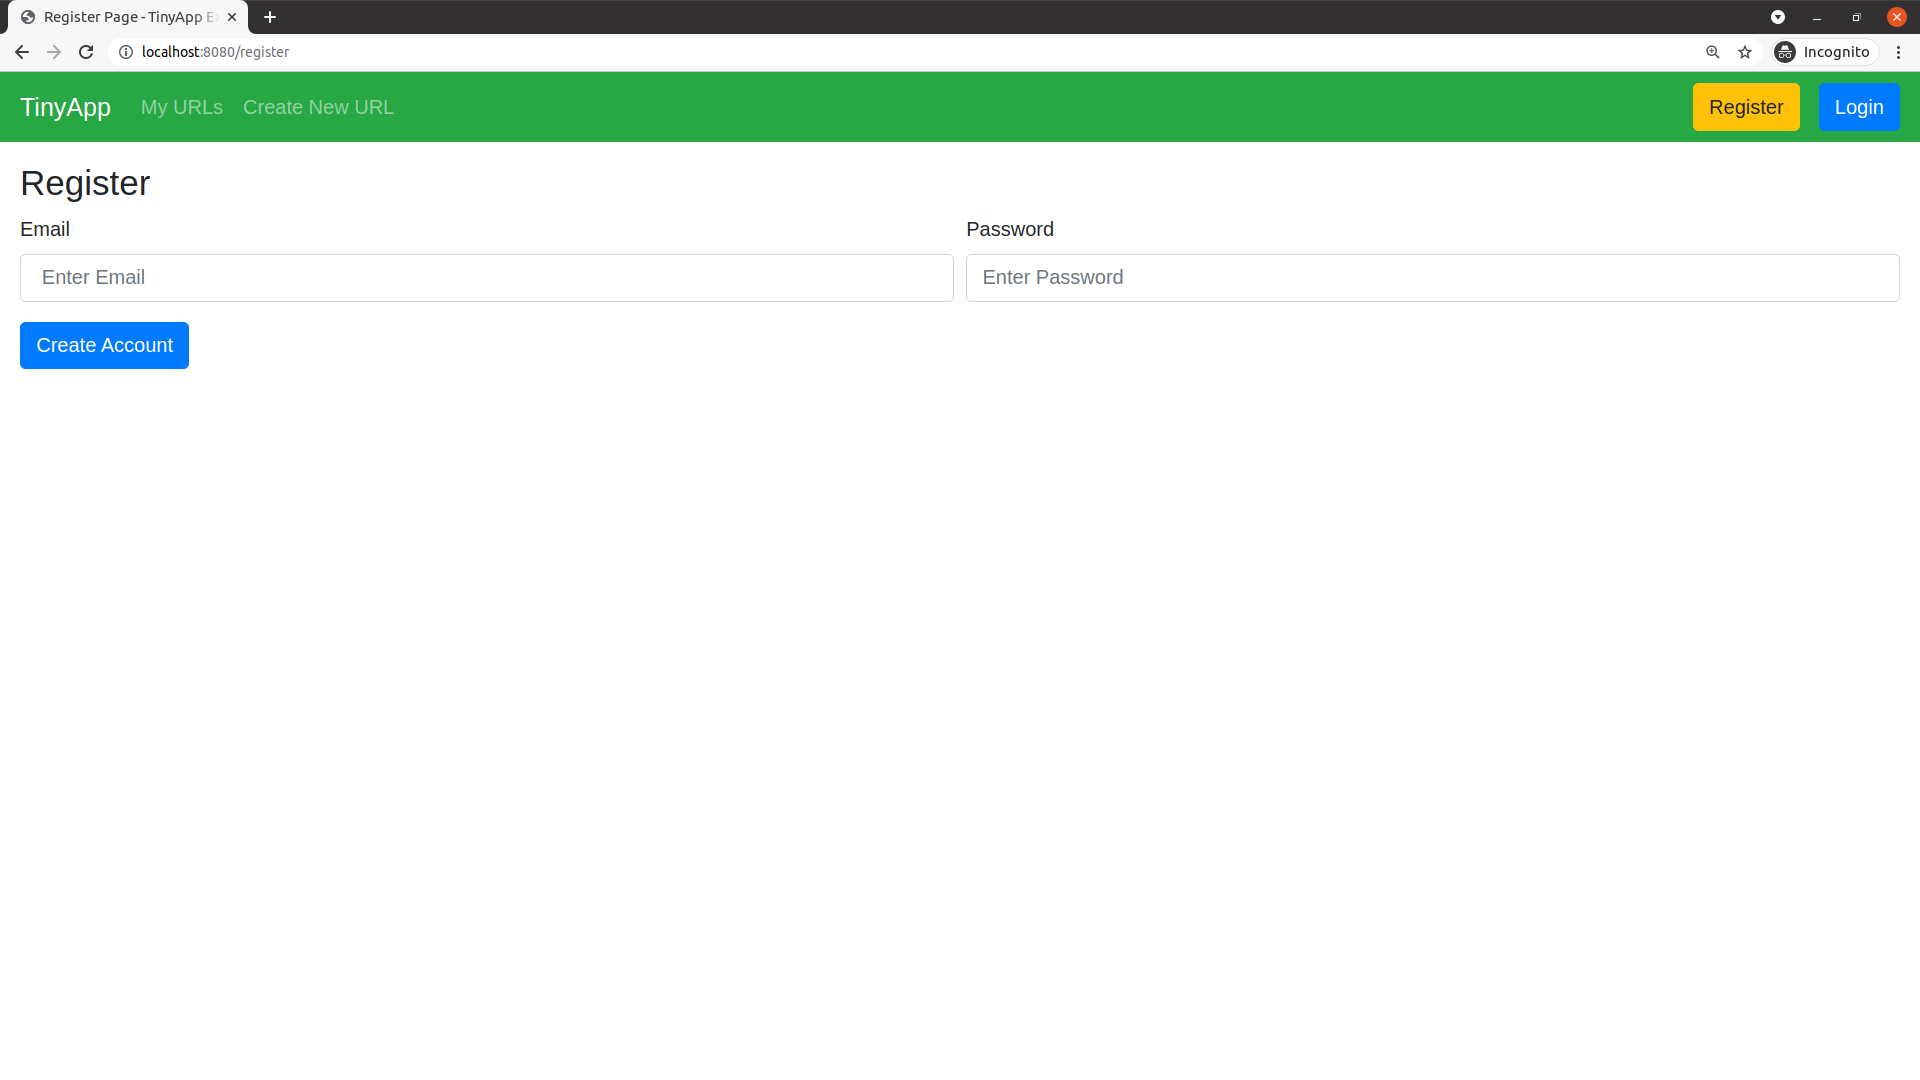 Register Page - TinyApp Ex
localhost:8080/register
Incognito
TinyApp My URLs Create New URL Register Login
Register
Email Password
Enter Email Enter Password
Create Account